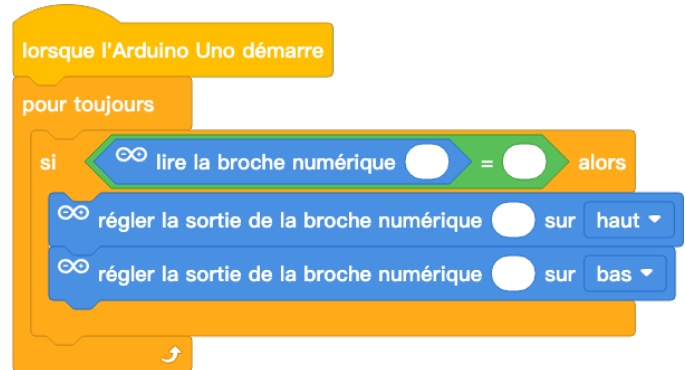 lorsque l'Arduino Uno démarre
pour toujours
si lire la broche numérique = alors
régler la sortie de la broche numérique sur haut
régler la sortie de la broche numérique sur bas